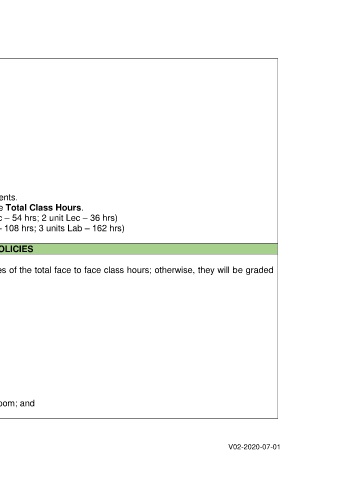 ents.
e Total Class Hours.
c – 54 hrs; 2 unit Lec – 36 hrs)
- 108 hrs; 3 units Lab – 162 hrs)
OLICIES
es of the total face to face class hours; otherwise, they will be graded
oom; and
V02-2020-07-01